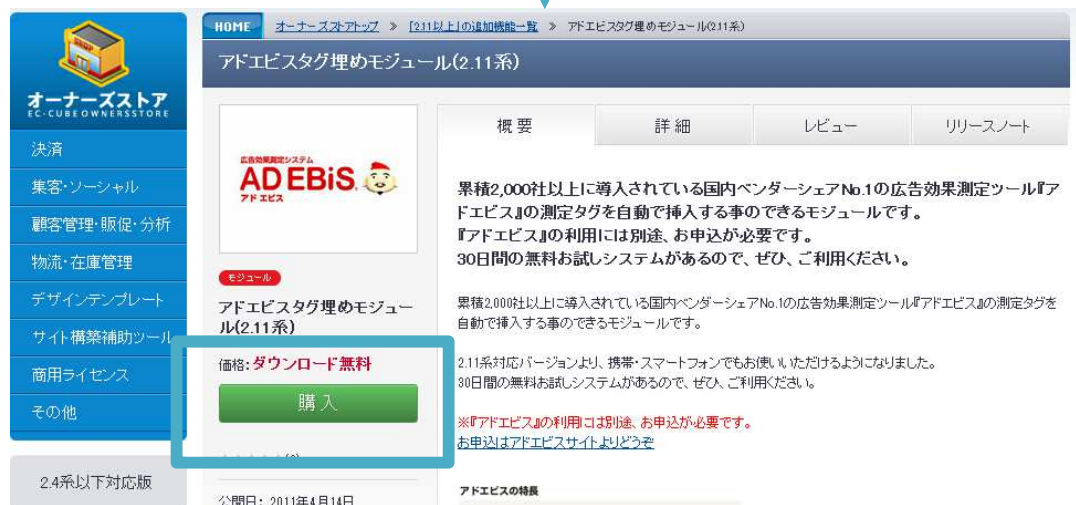 HOME オーナーズストアトップ » 「2.11以上」の追加機能一覧 » アドエビスタグ埋めモジュール(2.11系)
アドエビスタグ埋めモジュール(2.11系)
SHOP
オーナーズストア
EC-CUBE OWNERSSTORE
決済
集客・ソーシャル
顧客管理・販促・分析
物流・在庫管理
デザインテンプレート
サイト構築補助ツール
商用ライセンス
その他
2.4系以下対応版
広告効果測定システム
AD EBiS.
アド エビス
モジュール
アドエビスタグ埋めモジュー
ル(2.11系)
価格:ダウンロード無料
購入
公開日: 2011年4月14日
概要 詳細 レビュー リリースノート
累積2,000社以上に導入されている国内ベンダーシェアNo.1の広告効果測定ツール『ア
ドエビス』の測定タグを自動で挿入する事のできるモジュールです。
『アドエビス』の利用には別途、お申込が必要です。
30日間の無料お試しシステムがあるので、ぜひ、ご利用ください。
累積2,000社以上に導入されている国内ベンダーシェアNo.1の広告効果測定ツール『アドエビス』の測定タグを
自動で挿入する事のできるモジュールです。
2.11系対応バージョンより、携帯・スマートフォンでもお使いいただけるようになりました。
30日間の無料お試しシステムがあるので、ぜひ、ご利用ください。
※『アドエビス』の利用には別途、お申込が必要です。
お申込はアドエビスサイトよりどうぞ
アドエビスの特長